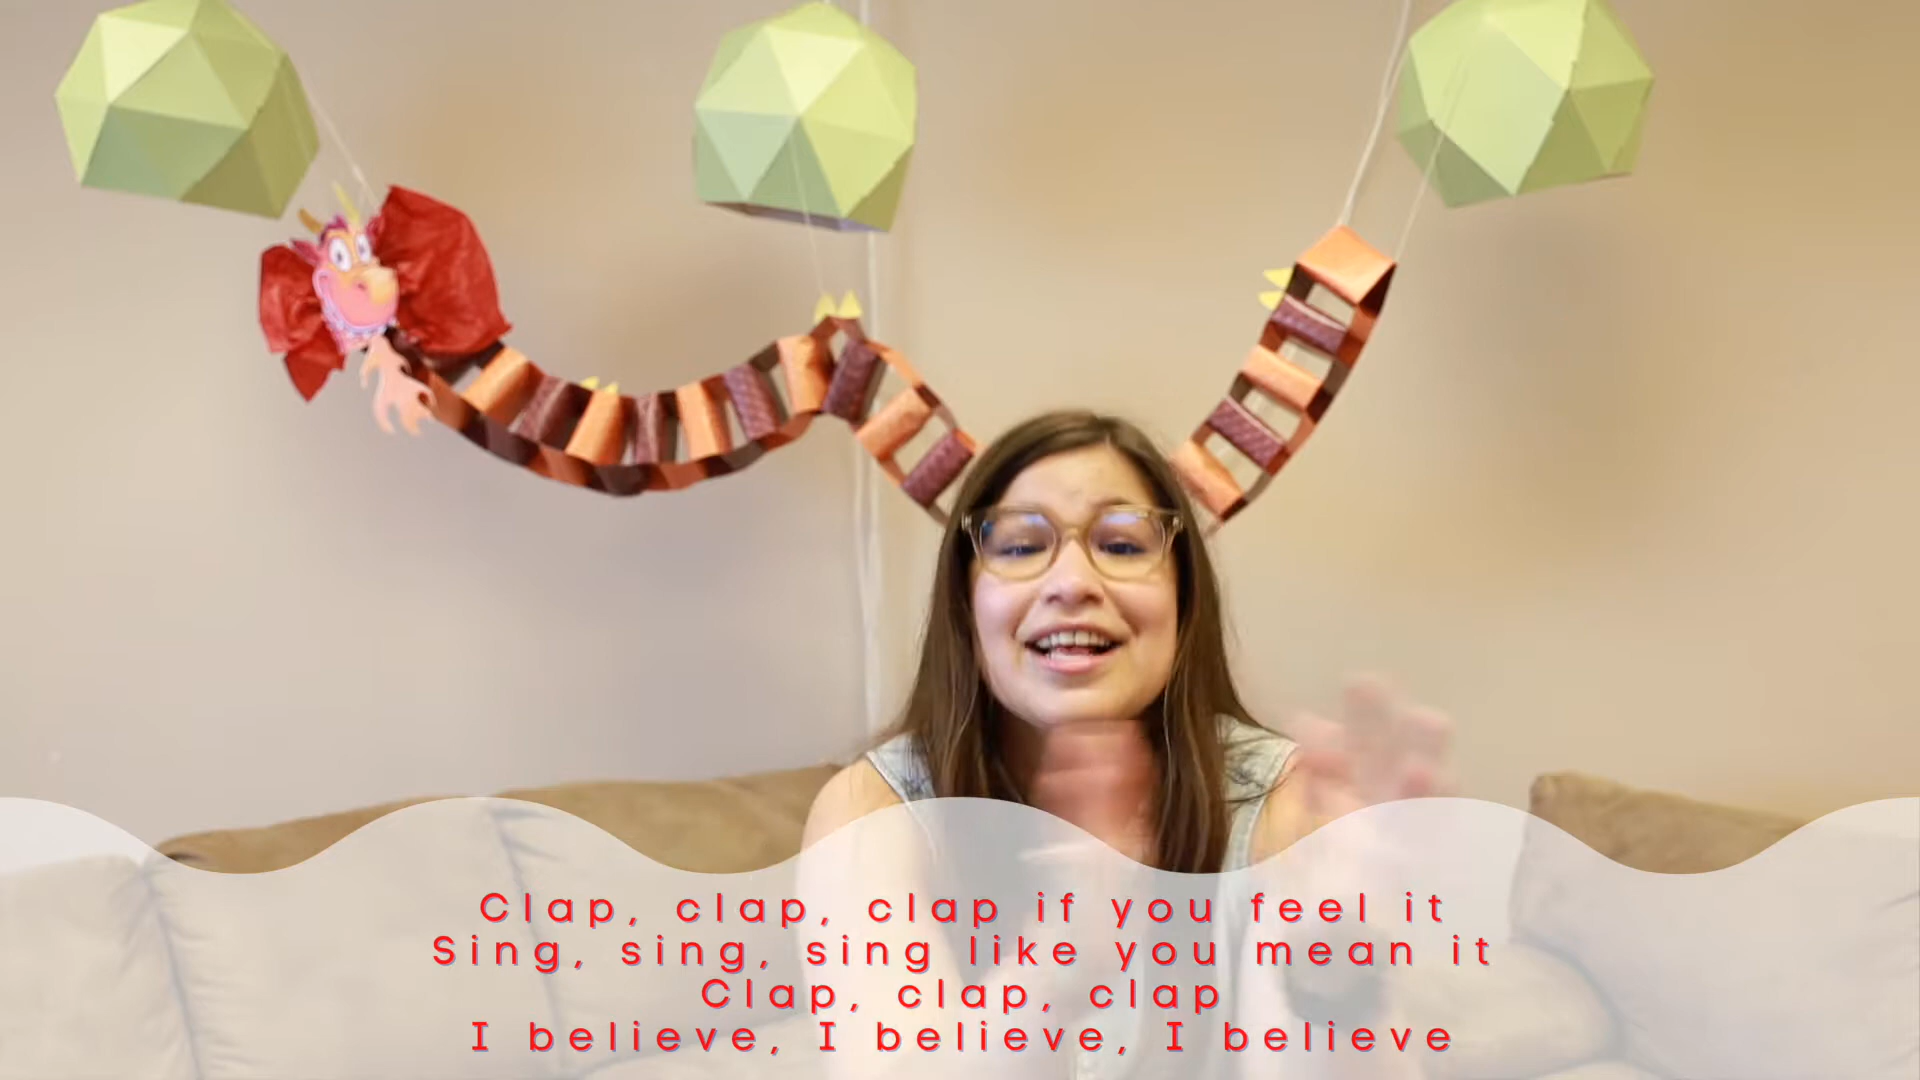 Clap, clap, clap if you feel it
Sing, sing, sing like you mean it
Clap, clap, clap
I believe, I believe, I believe